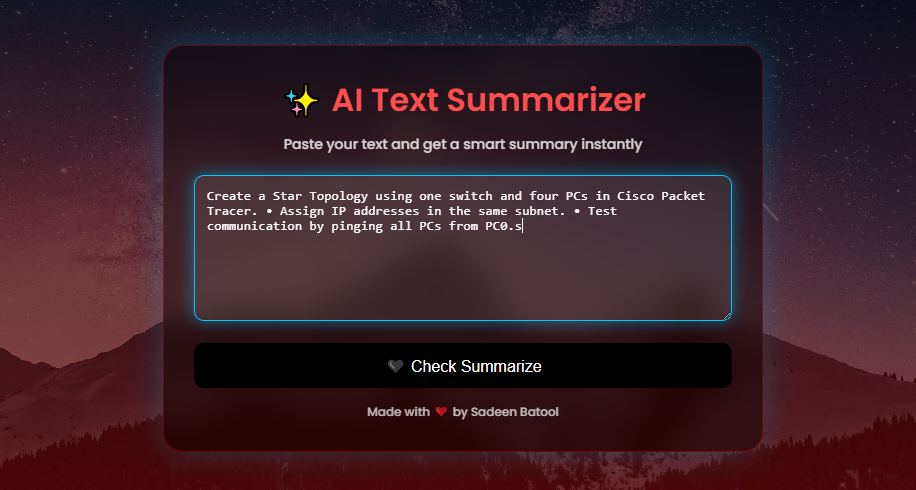 ✨ AI Text Summarizer
Paste your text and get a smart summary instantly
Create a Star Topology using one switch and four PCs in Cisco Packet
Tracer. • Assign IP addresses in the same subnet. • Test
communication by pinging all PCs from PC0.s
🖤 Check Summarize
Made with ❤️ by Sadeen Batool